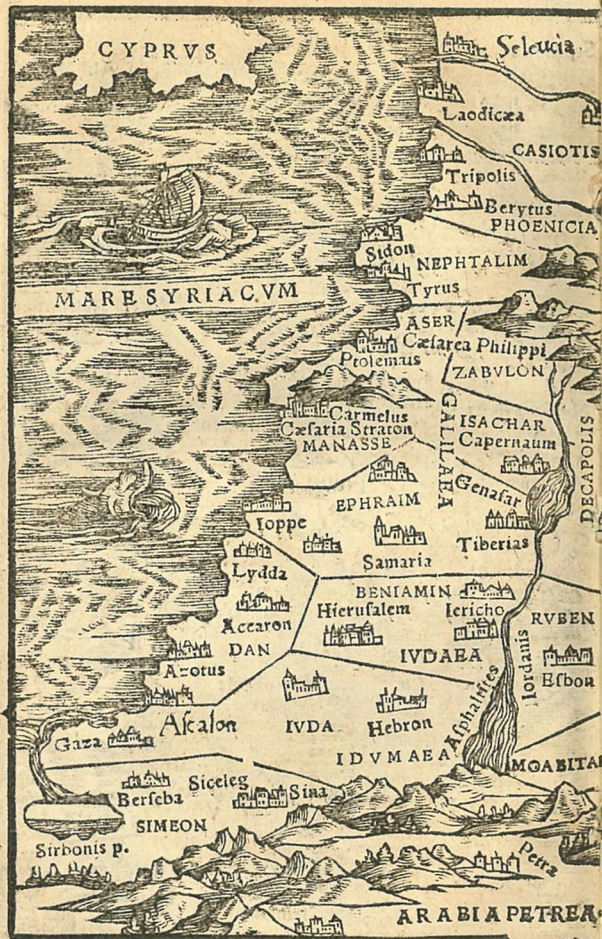 CYPRVS
Seleucia
Laodicæa
CASIOTIS
Tripolis
Berytus
PHOENICIA
Sidon
NEPHTALIM
Tyrus
MARE SYRIACVM
ASER
Cæsarea Philippi
Ptolemaus
ZABVLON
Carmelus
Cæsaria Straton
MANASSE
GALILAEA
ISACHAR
Capernaum
DECAPOLIS
Genasar
EPHRAIM
Ioppe
Samaria
Tiberias
Lydda
BENIAMIN
Hierusalem
Iericho
RVBEN
Accaron
DAN
IVDAEA
Iordanis
Esbon
Azotus
Ascalon
IVDA
Hebron
Asphaltites
Gaza
IDVMAEA
MOABITAE
Berseba
Siceleg
Sina
SIMEON
Sirbonis p.
Petra
ARABIA PETREA